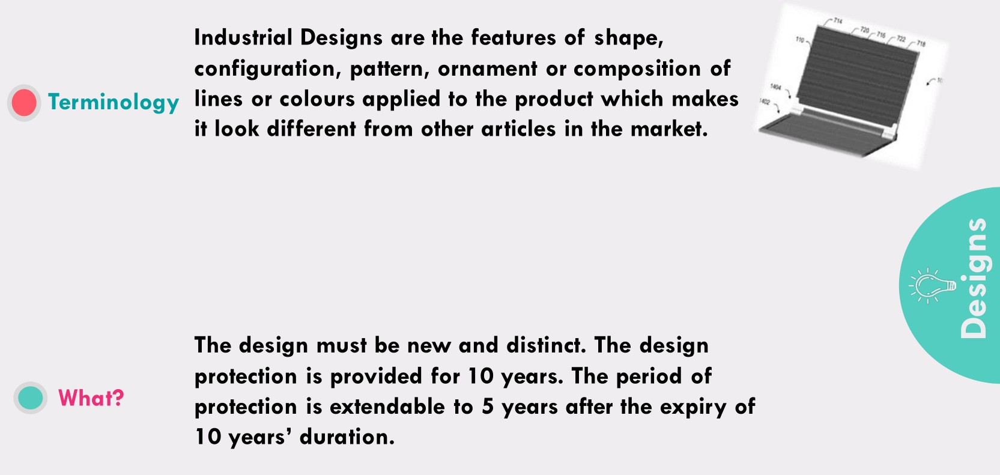 Industrial Designs are the features of shape,
configuration, pattern, ornament or composition of
Terminology
lines or colours applied to the product which makes
it look different from other articles in the market.
714
720
716
722
718
110
1404
1402
Designs
The design must be new and distinct. The design
protection is provided for 10 years. The period of
What?
protection is extendable to 5 years after the expiry of
10 years’ duration.